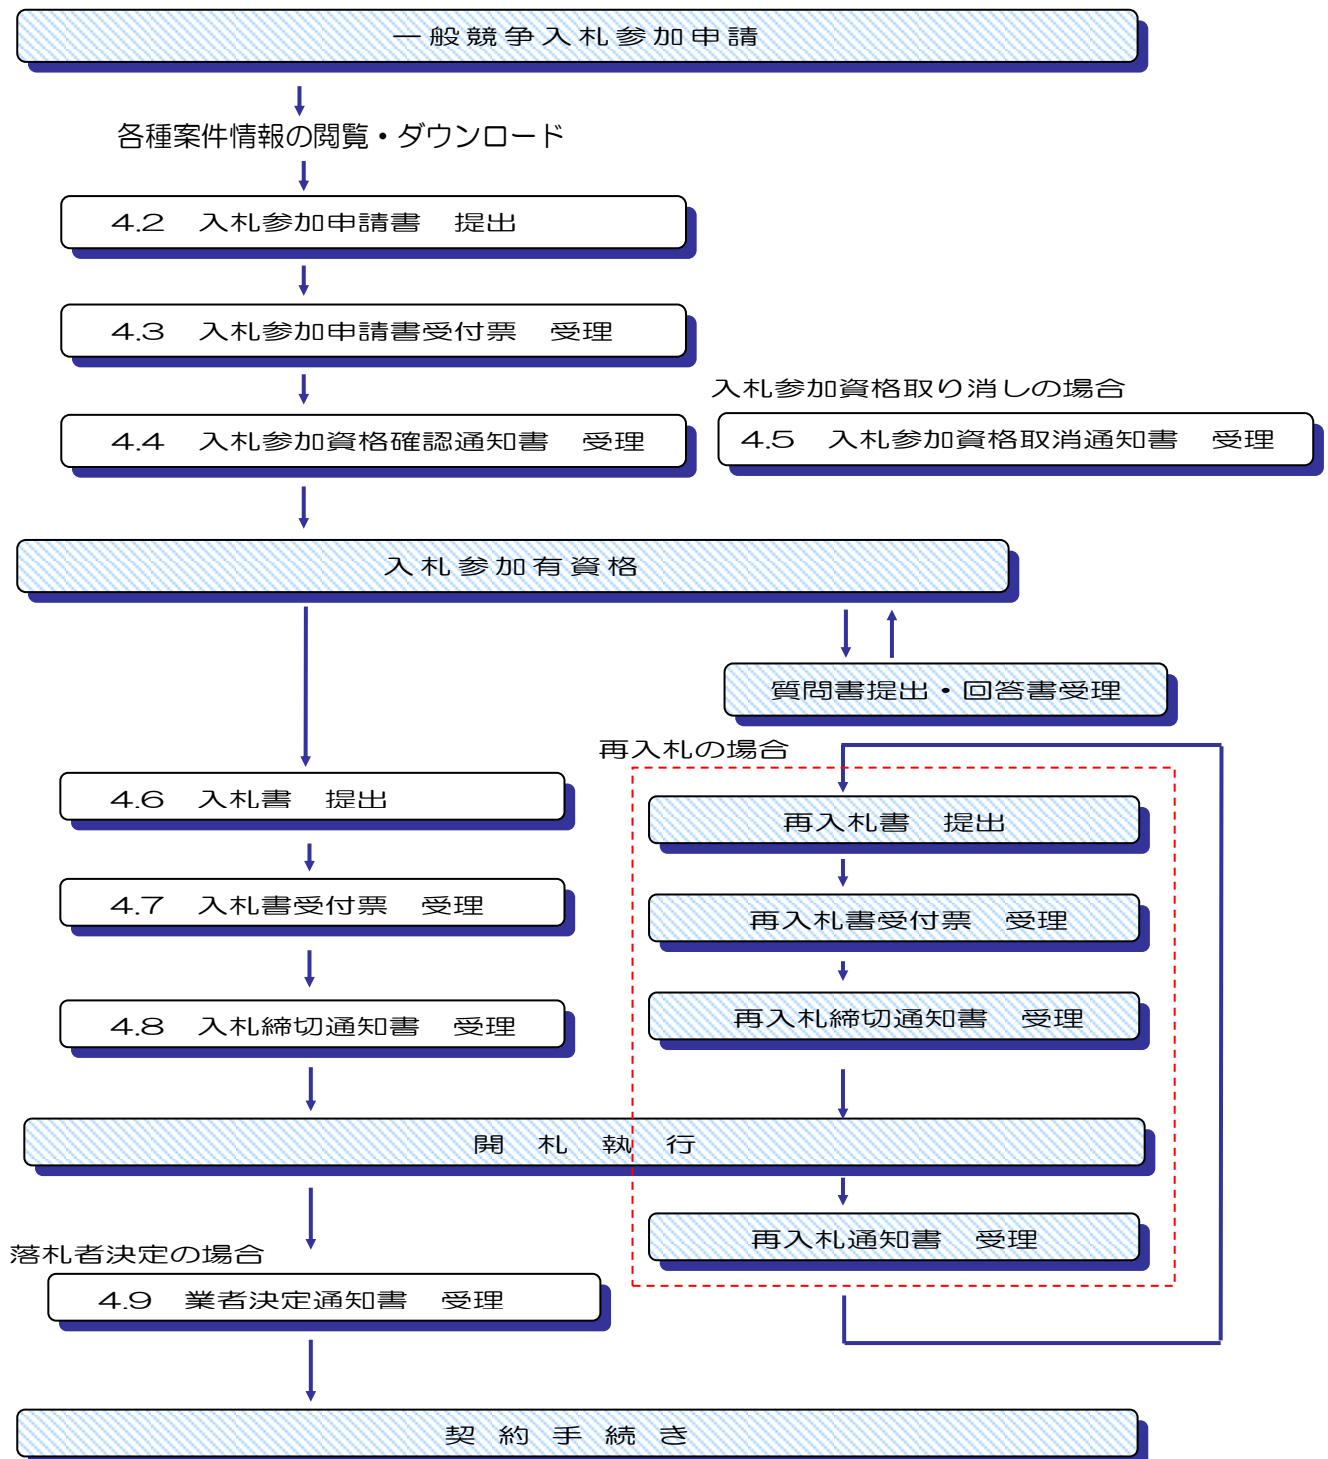 一般競争入札参加申請
各種案件情報の閲覧・ダウンロード
4.2　入札参加申請書　提出
4.3　入札参加申請書受付票　受理
入札参加資格取り消しの場合
4.4　入札参加資格確認通知書　受理
4.5　入札参加資格取消通知書　受理
入札参加有資格
質問書提出・回答書受理
再入札の場合
4.6　入札書　提出
再入札書　提出
4.7　入札書受付票　受理
再入札書受付票　受理
4.8　入札締切通知書　受理
再入札締切通知書　受理
開　札　執　行
再入札通知書　受理
落札者決定の場合
4.9　業者決定通知書　受理
契　約　手　続　き